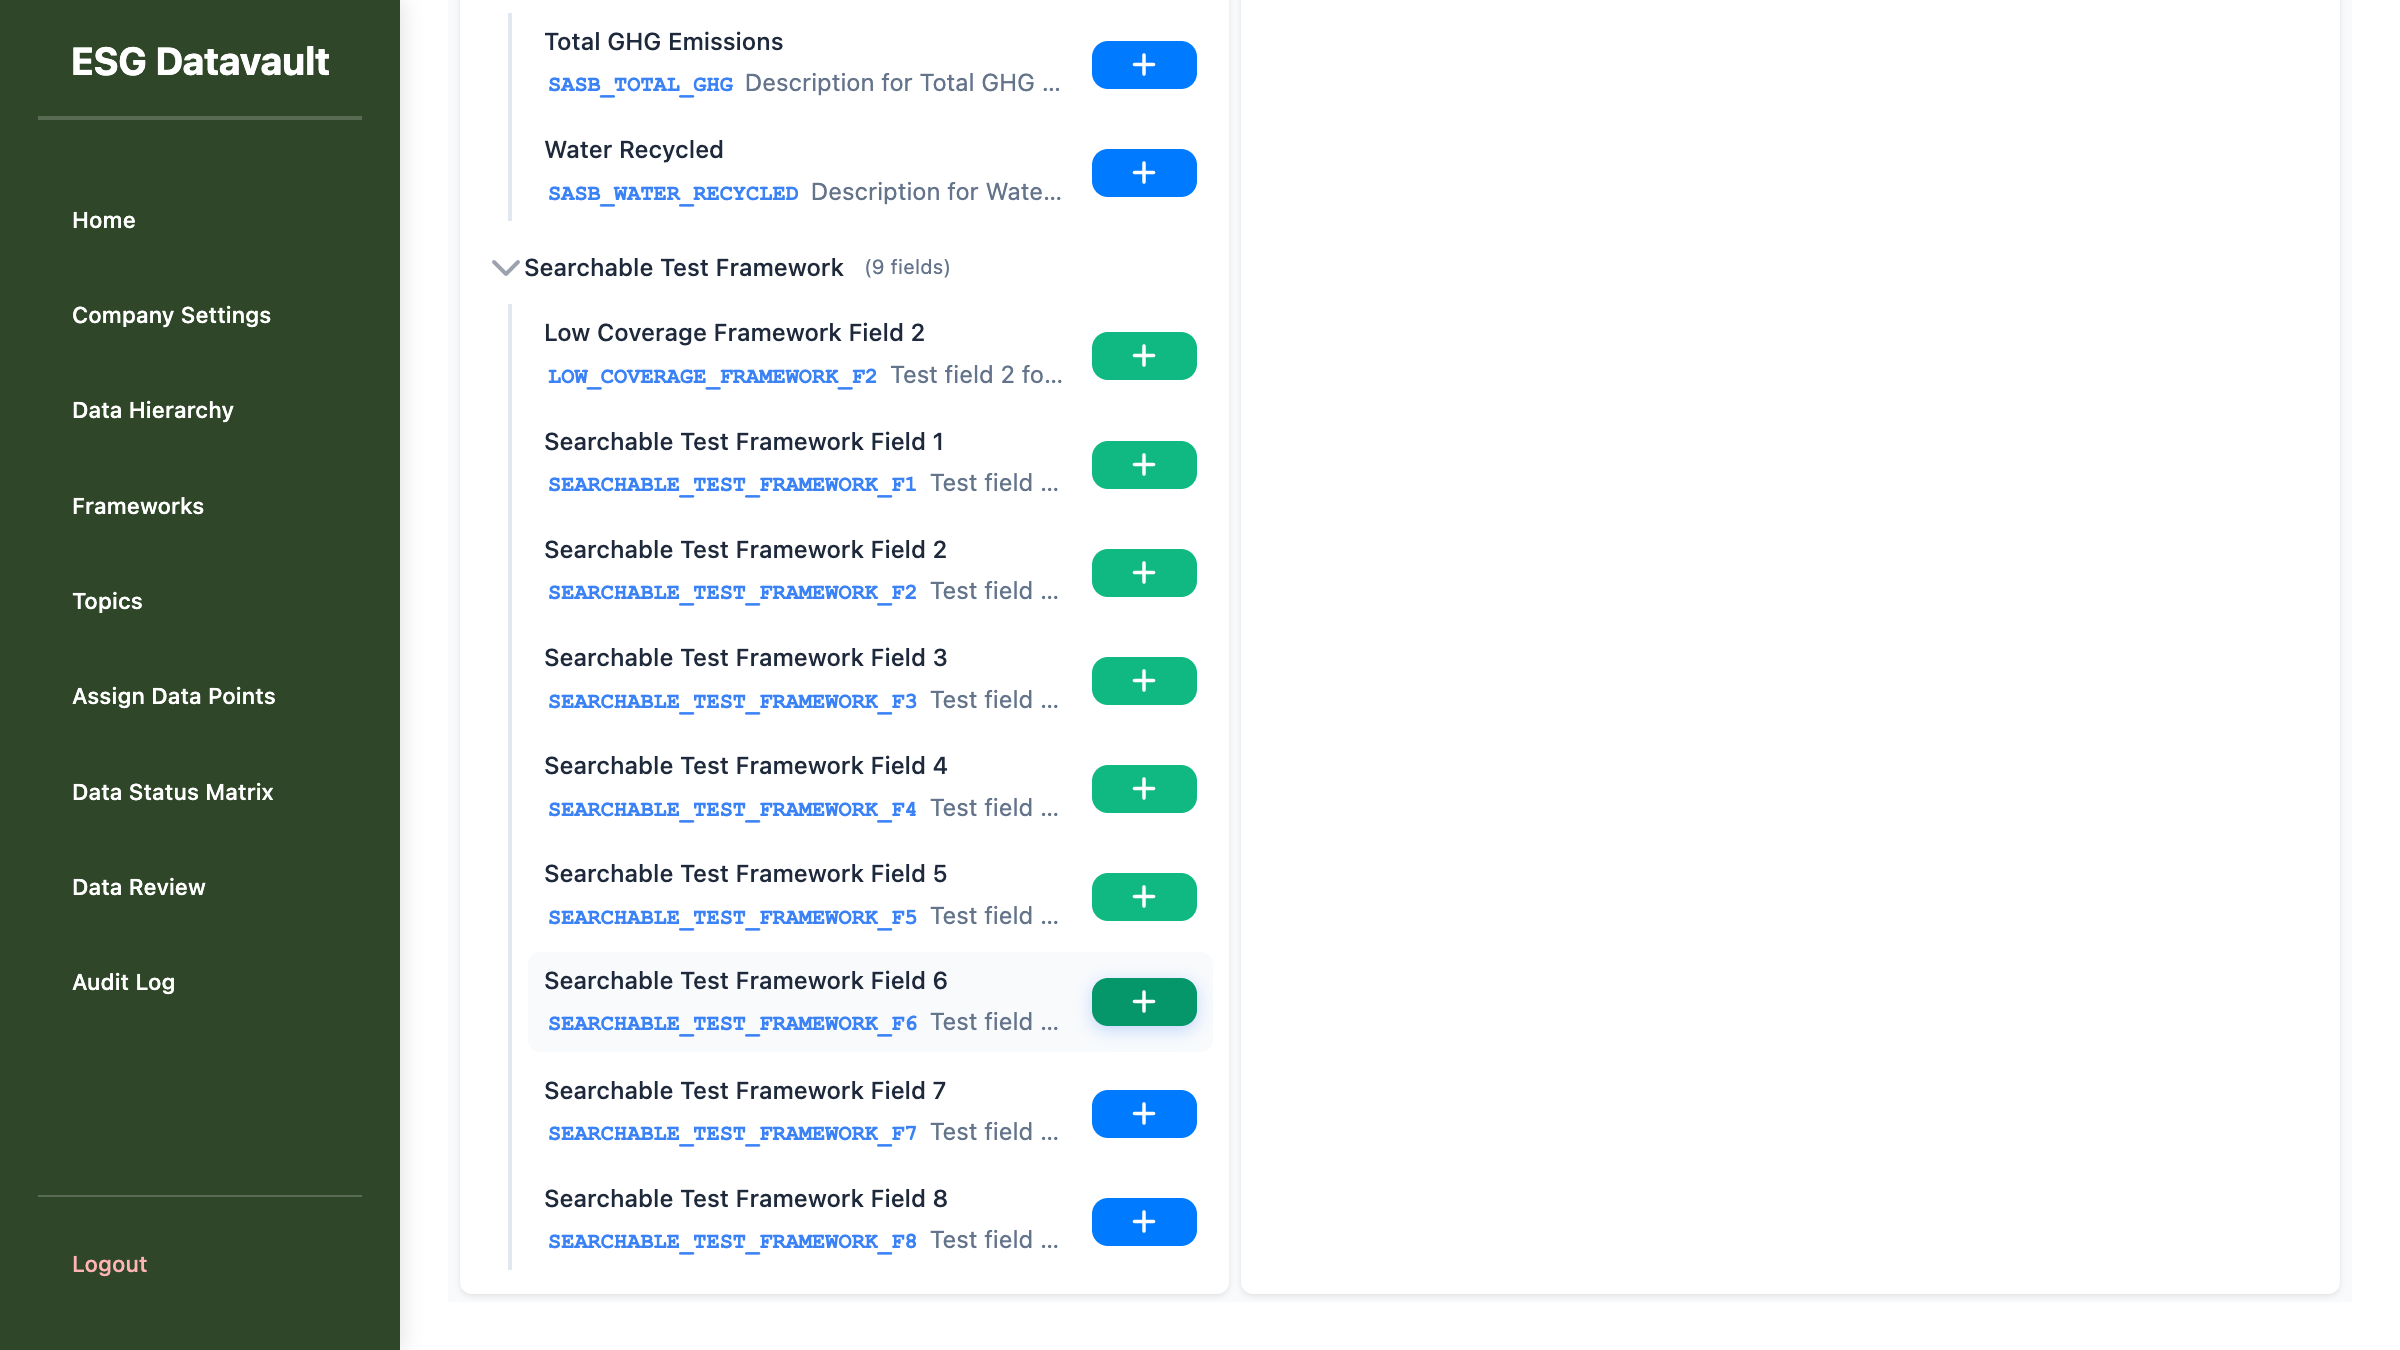 ESG Datavault
Home
Company Settings
Data Hierarchy
Frameworks
Topics
Assign Data Points
Data Status Matrix
Data Review
Audit Log
Logout
Total GHG Emissions
SASB_TOTAL_GHG Description for Total GHG ...
Water Recycled
SASB_WATER_RECYCLED Description for Wate...
Searchable Test Framework (9 fields)
Low Coverage Framework Field 2
LOW_COVERAGE_FRAMEWORK_F2 Test field 2 fo...
Searchable Test Framework Field 1
SEARCHABLE_TEST_FRAMEWORK_F1 Test field ...
Searchable Test Framework Field 2
SEARCHABLE_TEST_FRAMEWORK_F2 Test field ...
Searchable Test Framework Field 3
SEARCHABLE_TEST_FRAMEWORK_F3 Test field ...
Searchable Test Framework Field 4
SEARCHABLE_TEST_FRAMEWORK_F4 Test field ...
Searchable Test Framework Field 5
SEARCHABLE_TEST_FRAMEWORK_F5 Test field ...
Searchable Test Framework Field 6
SEARCHABLE_TEST_FRAMEWORK_F6 Test field ...
Searchable Test Framework Field 7
SEARCHABLE_TEST_FRAMEWORK_F7 Test field ...
Searchable Test Framework Field 8
SEARCHABLE_TEST_FRAMEWORK_F8 Test field ...